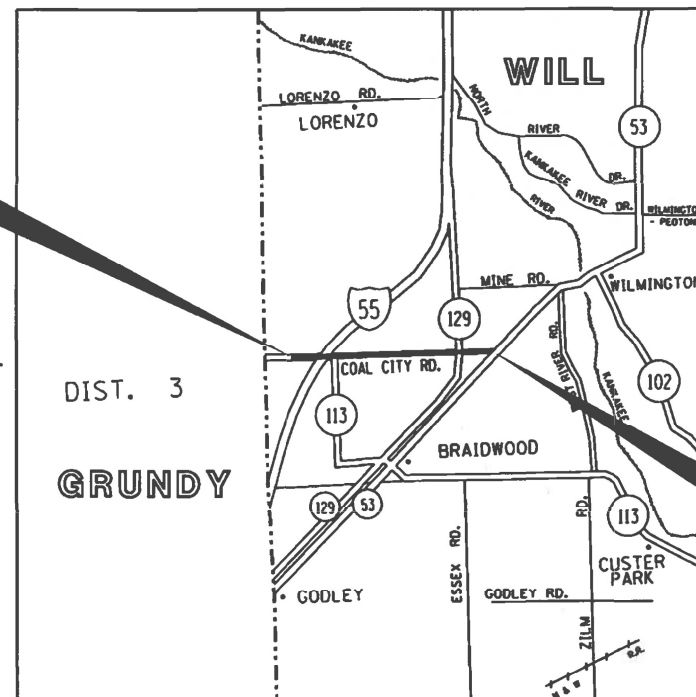 KANKAKEE
WILL
LORENZO RD.
LORENZO
NORTH
RIVER
DR.
53
KANKAKEE RIVER DR.
RIVER
WILMINGTON
- PEOTONE
MINE RD.
WILMINGTON
55
129
COAL CITY RD.
DIST. 3
113
RIVER RD.
KANKAKEE
102
BRAIDWOOD
GRUNDY
129
53
113
ESSEX RD.
RD.
CUSTER
PARK
GODLEY
GODLEY RD.
ZILM
N & W
R.R.